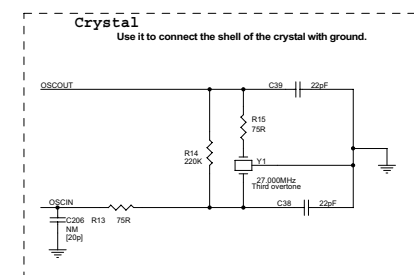 Crystal
Use it to connect the shell of the crystal with ground.
OSCOUT
C39
22pF
R15
75R
R14
220K
Y1
27,000MHz
Third overtone
OSCIN
C206
NM
[20p]
R13
75R
C38
22pF